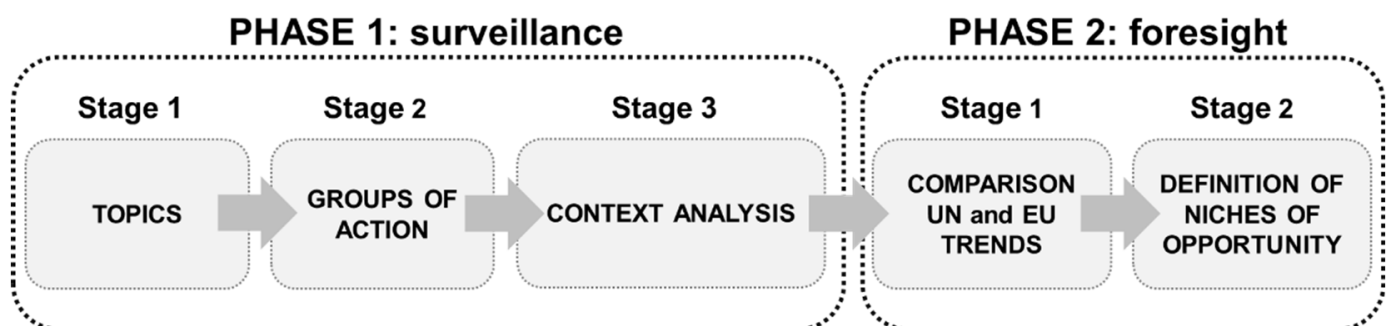 PHASE 1: surveillance
Stage 1
TOPICS
Stage 2
GROUPS OF
ACTION
Stage 3
CONTEXT ANALYSIS
PHASE 2: foresight
Stage 1
COMPARISON
UN and EU
TRENDS
Stage 2
DEFINITION OF
NICHES OF
OPPORTUNITY